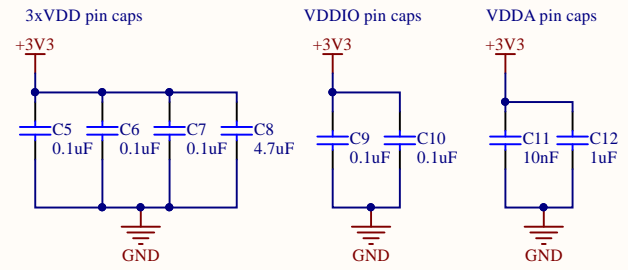 3xVDD pin caps
VDDIO pin caps
VDDA pin caps
+3V3
+3V3
+3V3
C5
0.1uF
C6
0.1uF
C7
0.1uF
C8
4.7uF
C9
0.1uF
C10
0.1uF
C11
10nF
C12
1uF
GND
GND
GND